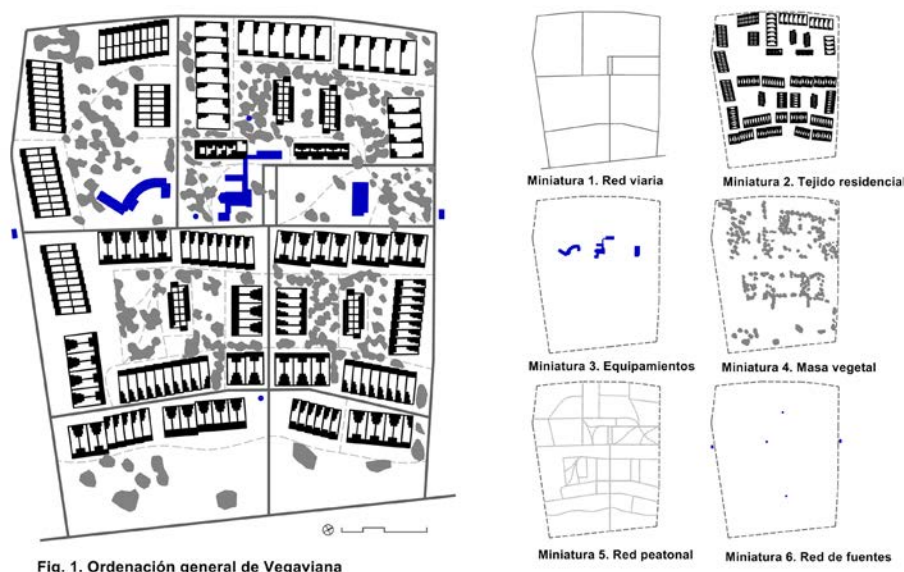 Miniatura 1. Red viaria
Miniatura 2. Tejido residencial
Miniatura 3. Equipamientos
Miniatura 4. Masa vegetal
Miniatura 5. Red peatonal
Miniatura 6. Red de fuentes
Fig. 1. Ordenación general de Vegaviana